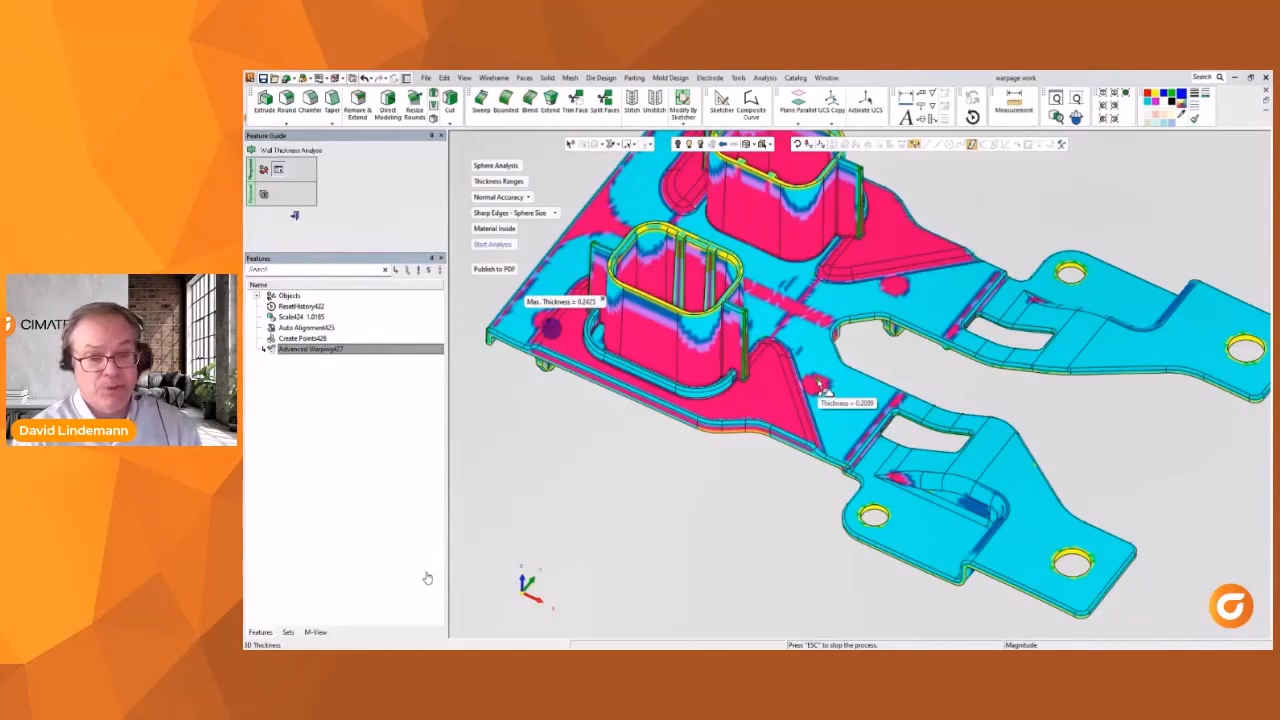 File Edit View Wireframe Faces Solid Mesh Die Design Parting Mold Design Electrode Tools Analysis Catalog Window
warpage work
Search
Extrude Round Chamfer Taper Remove & Extend Direct Modeling Resize Rounds Cut Sweep Bounded Blend Extend Trim Face Split Faces Stitch Unstitch Modify By Sketcher Sketcher Composite Curve Plane Parallel UCS Copy Activate UCS Measurement
Feature Guide
Wall Thickness Analysis
Required
Optional
Features
Search
Name
Objects
ResetHistory422
Scale424 1.0185
Auto Alignment425
Create Points426
Advanced Warping427
Features Sets M-View
3D Thickness
Sphere Analysis
Thickness Ranges
Normal Accuracy
Sharp Edges - Sphere Size
Material Inside
Start Analysis
Publish to PDF
Max. Thickness = 0.2425
Thickness = 0.2089
Z
X
Press "ESC" to stop the process.
Magnitude
CIMATR
David Lindemann